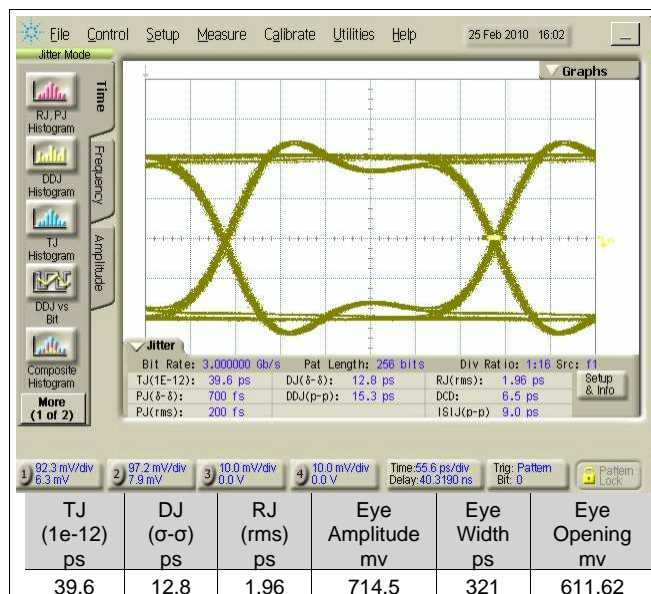 File Control Setup Measure Calibrate Utilities Help 25 Feb 2010 16:02
Jitter Mode
Graphs
Time
Frequency
Amplitude
RJ, PJ
Histogram
DDJ
Histogram
TJ
Histogram
DDJ vs
Bit
Composite
Histogram
More
(1 of 2)
Jitter
Bit Rate: 3.000000 Gb/s Pat Length: 256 bits Div Ratio: 1:16 Src: f1
TJ(1E-12): 39.6 ps DJ(δ-δ): 12.8 ps RJ(rms): 1.96 ps
PJ(δ-δ): 700 fs DDJ(p-p): 15.3 ps DCD: 6.5 ps
PJ(rms): 200 fs ISIJ(p-p) 9.0 ps
Setup
& Info
1) 92.3 mV/div 2) 97.2 mV/div 3) 10.0 mV/div 4) 10.0 mV/div Time:55.6 ps/div Trig: Pattern
6.3 mV 7.9 mV 0.0 V 0.0 V Delay:40.3190 ns Bit: 0
Pattern
Lock
TJ (1e-12) ps
DJ (σ-σ) ps
RJ (rms) ps
Eye Amplitude mv
Eye Width ps
Eye Opening mv
39.6 12.8 1.96 714.5 321 611.62